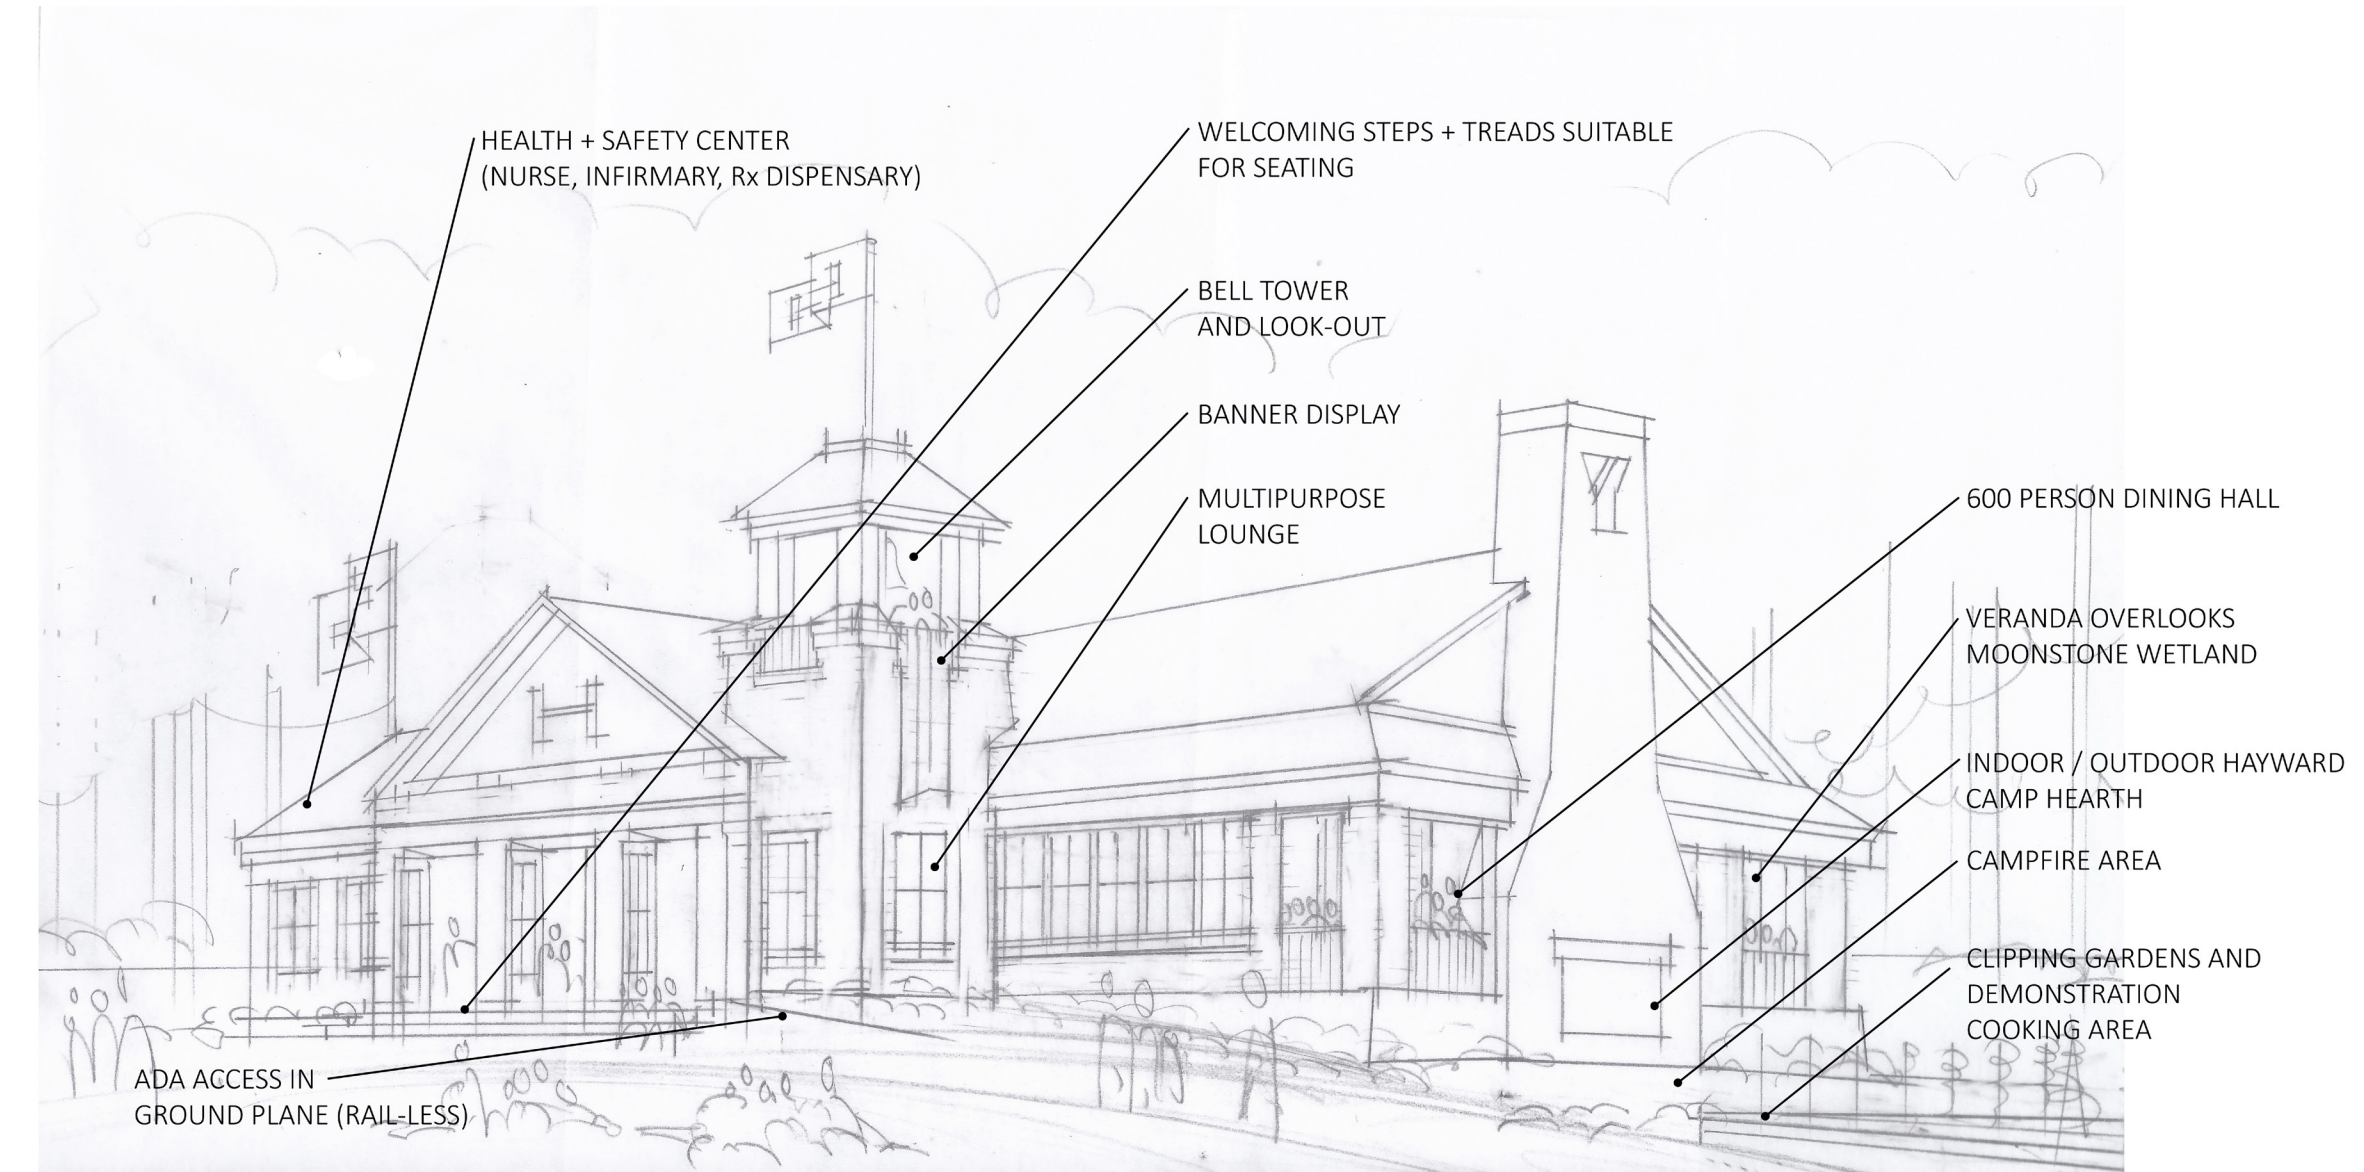 HEALTH + SAFETY CENTER
(NURSE, INFIRMARY, Rx DISPENSARY)
WELCOMING STEPS + TREADS SUITABLE
FOR SEATING
BELL TOWER
AND LOOK-OUT
BANNER DISPLAY
MULTIPURPOSE
LOUNGE
600 PERSON DINING HALL
VERANDA OVERLOOKS
MOONSTONE WETLAND
INDOOR / OUTDOOR HAYWARD
CAMP HEARTH
CAMPFIRE AREA
CLIPPING GARDENS AND
DEMONSTRATION
COOKING AREA
ADA ACCESS IN
GROUND PLANE (RAIL-LESS)